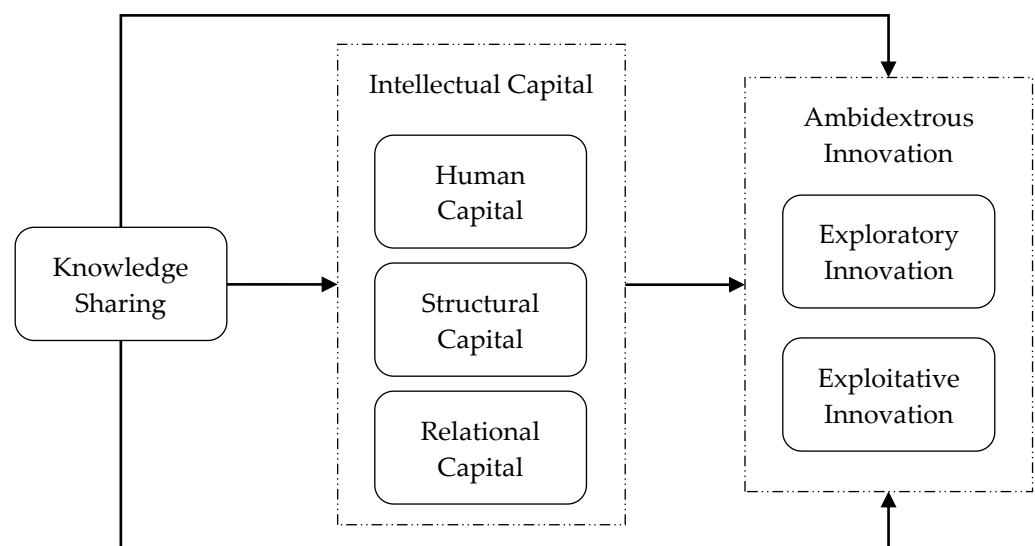 Knowledge
Sharing
Intellectual Capital
Human
Capital
Structural
Capital
Relational
Capital
Ambidextrous
Innovation
Exploratory
Innovation
Exploitative
Innovation